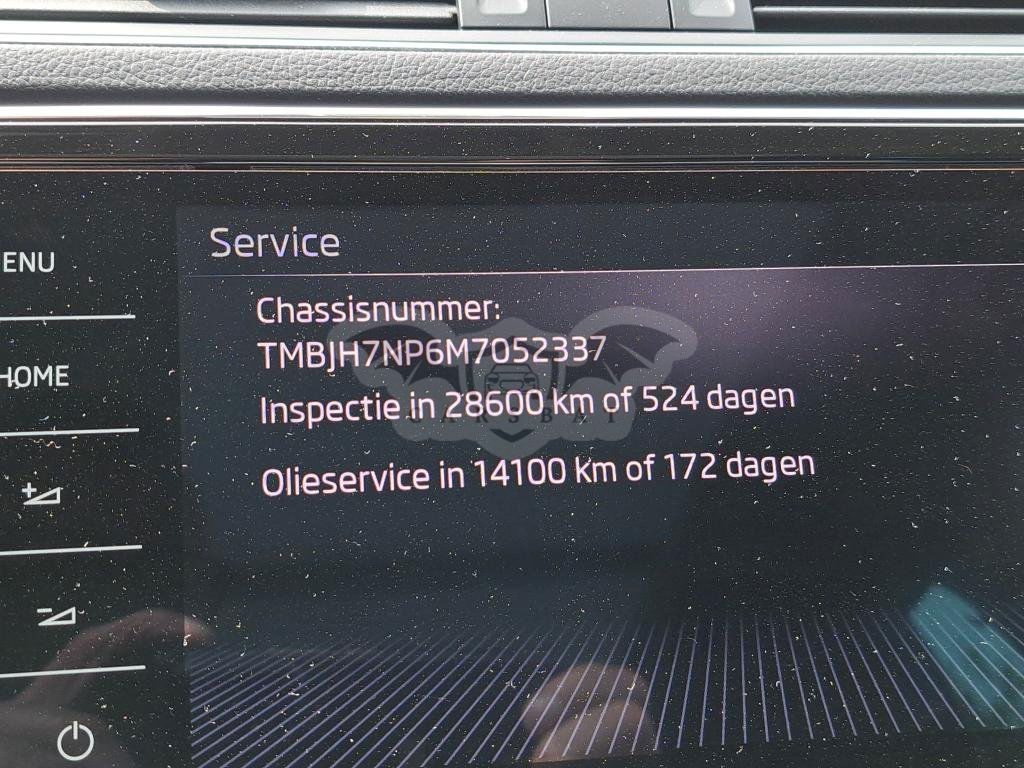 Service
ENU
Chassisnummer:
TMBJH7NP6M7052337
HOME
Inspectie in 28600 km of 524 dagen
CARSBAT
Olieservice in 14100 km of 172 dagen